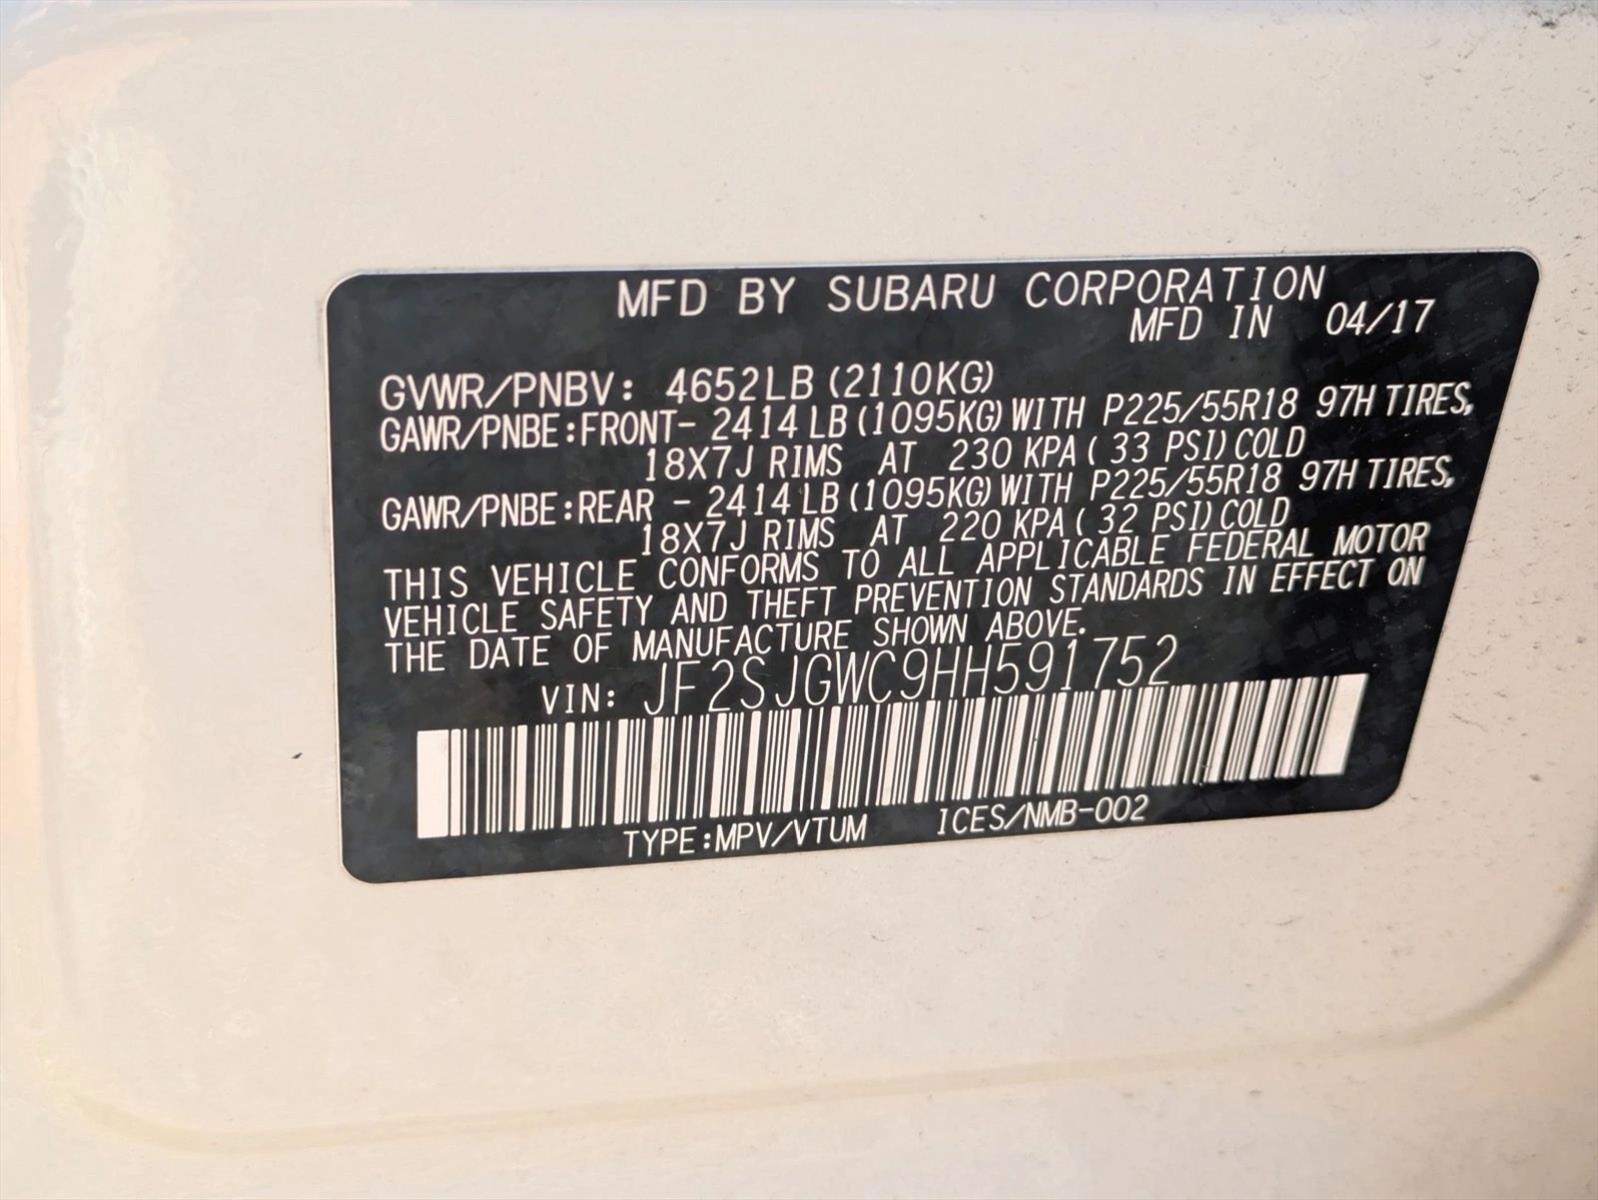 MFD BY SUBARU CORPORATION
MFD IN 04/17
GVWR/PNBV: 4652LB (2110KG)
GAWR/PNBE:FRONT- 2414 LB (1095KG) WITH P225/55R18 97H TIRES,
18X7J RIMS AT 230 KPA ( 33 PSI) COLD
GAWR/PNBE:REAR - 2414 LB (1095KG) WITH P225/55R18 97H TIRES,
18X7J RIMS AT 220 KPA ( 32 PSI) COLD
THIS VEHICLE CONFORMS TO ALL APPLICABLE FEDERAL MOTOR
VEHICLE SAFETY AND THEFT PREVENTION STANDARDS IN EFFECT ON
THE DATE OF MANUFACTURE SHOWN ABOVE.
VIN: JF2SJGWC9HH591752
TYPE:MPV/VTUM ICES/NMB-002